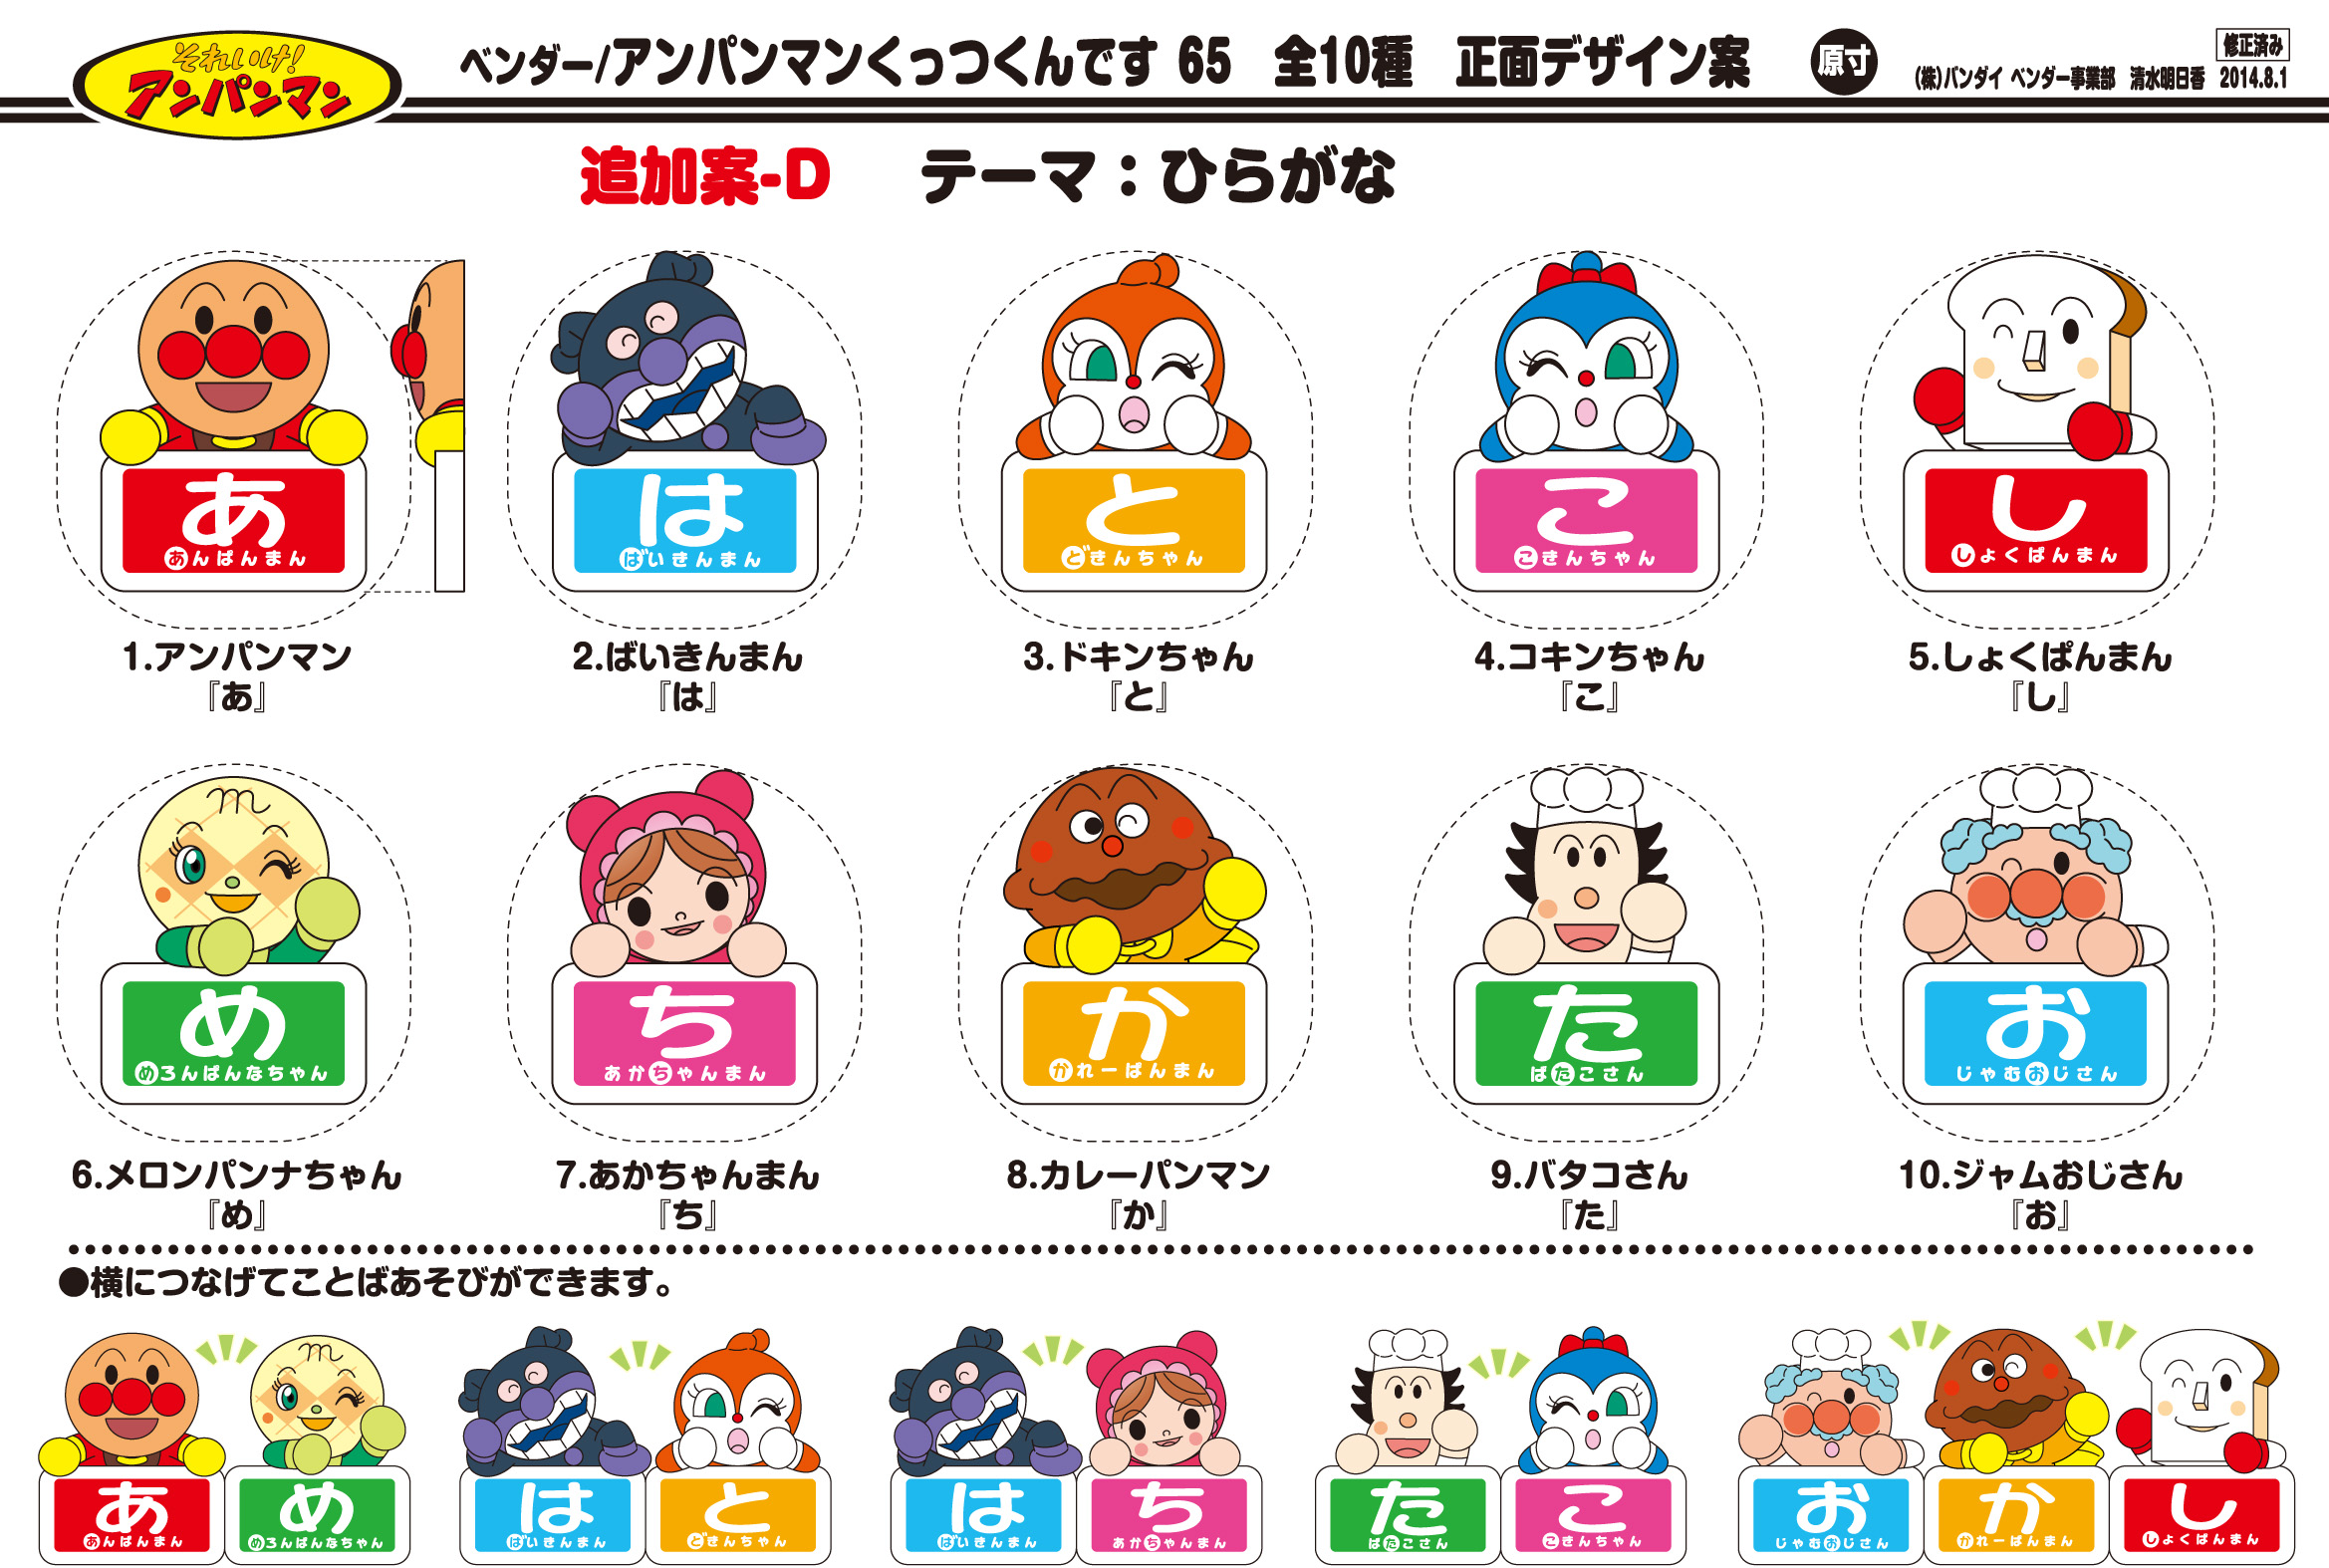 それいけ!
アンパンマン
ベンダー/アンパンマンくっつくんです 65　全10種　正面デザイン案
原寸
修正済み
(株)バンダイ ベンダー事業部　清水明日香　2014.8.1
追加案-D　テーマ：ひらがな
あ
あんぱんまん
は
ばいきんまん
と
どきんちゃん
こ
こきんちゃん
し
しょくぱんまん
1.アンパンマン
『あ』
2.ばいきんまん
『は』
3.ドキンちゃん
『と』
4.コキンちゃん
『こ』
5.しょくぱんまん
『し』
m
め
めろんぱんなちゃん
ち
あかちゃんまん
か
かれーぱんまん
た
ばたこさん
お
じゃむおじさん
6.メロンパンナちゃん
『め』
7.あかちゃんまん
『ち』
8.カレーパンマン
『か』
9.バタコさん
『た』
10.ジャムおじさん
『お』
●横につなげてことばあそびができます。
m
あ
あんぱんまん
め
めろんぱんなちゃん
は
ばいきんまん
と
どきんちゃん
は
ばいきんまん
ち
あかちゃんまん
た
ばたこさん
こ
こきんちゃん
お
じゃむおじさん
か
かれーぱんまん
し
しょくぱんまん